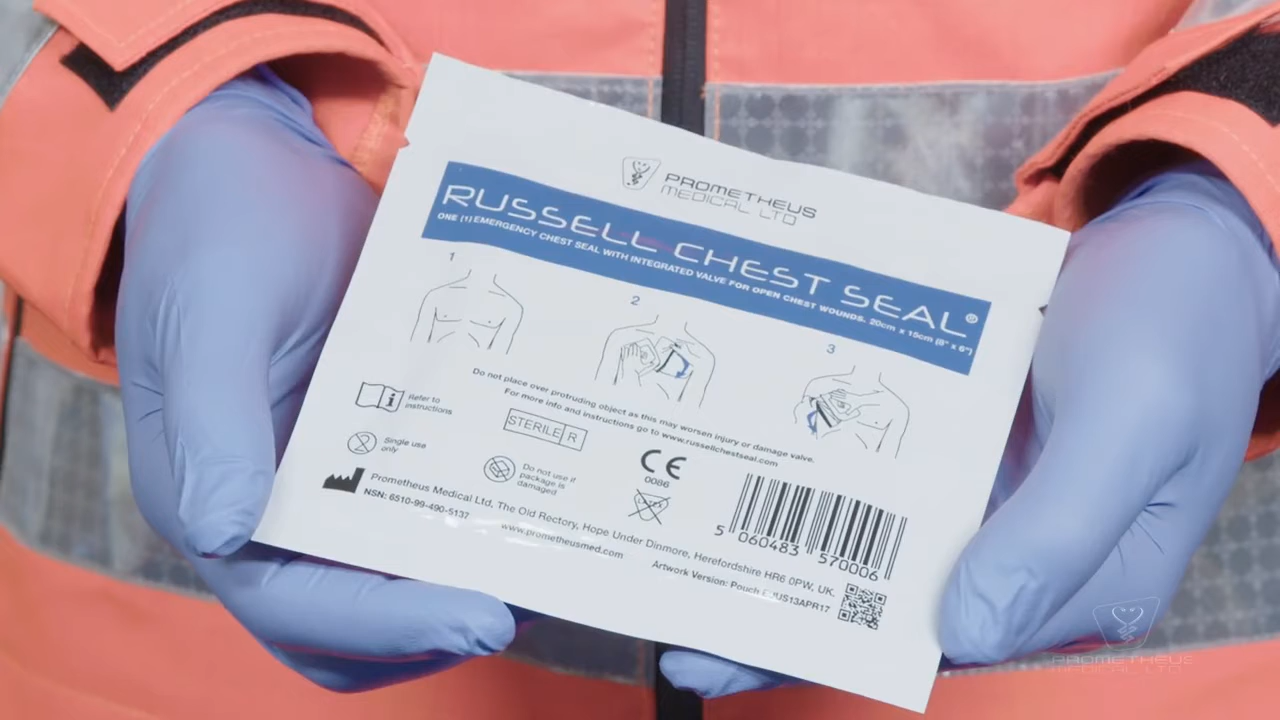 PROMETHEUS
MEDICAL LTD
RUSSELL CHEST SEAL®
ONE (1) EMERGENCY CHEST SEAL WITH INTEGRATED VALVE FOR OPEN CHEST WOUNDS. 20cm x 15cm (8" x 6")
1
2
3
Do not place over protruding object as this may worsen injury or damage valve.
For more info and instructions go to www.russellchestseal.com
Refer to
instructions
STERILE R
Single use
only
Do not use if
package is
damaged
CE
0086
LATEX
Prometheus Medical Ltd, The Old Rectory, Hope Under Dinmore, Herefordshire HR6 0PW, UK.
NSN: 6510-99-490-5137
www.prometheusmed.com
Artwork Version: Pouch
JUS13APR17
5 060483 570006
PROMETHEUS
MEDICAL LTD